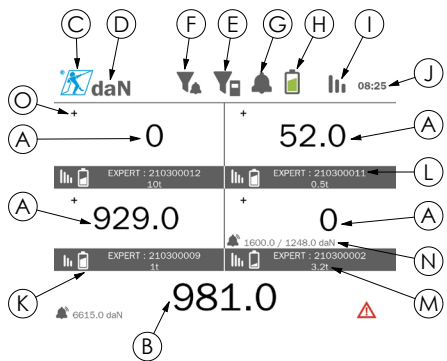 C D F E G H I J
daN 08:25
O + +
A 0 52.0 A
EXPERT : 210300012 EXPERT : 210300011 L
10t 0.5t
+ +
A 929.0 0 A
1600.0 / 1248.0 daN N
EXPERT : 210300009 EXPERT : 210300002
1t 3.2t
K M
6615.0 daN 981.0
B